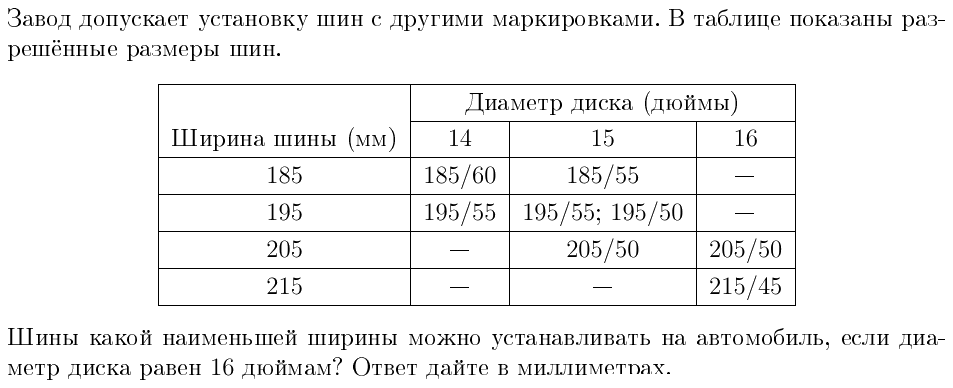 Завод допускает установку шин с другими маркировками. В таблице показаны раз-
решённые размеры шин.
Диаметр диска (дюймы)
Ширина шины (мм) 14 15 16
185 185/60 185/55 —
195 195/55 195/55; 195/50 —
205 — 205/50 205/50
215 — — 215/45
Шины какой наименьшей ширины можно устанавливать на автомобиль, если диа-
метр диска равен 16 дюймам? Ответ дайте в миллиметрах.